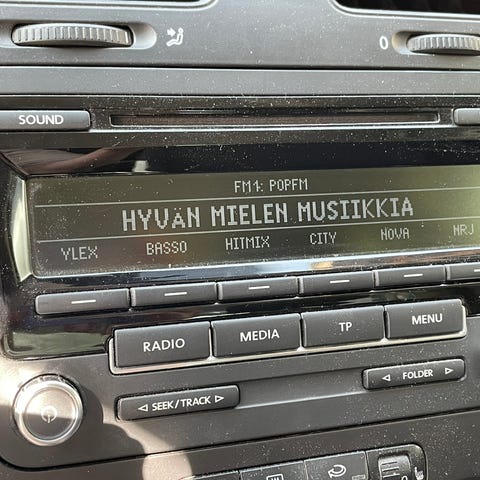 0
SOUND
FM1: POPFM
HYVÄN MIELEN MUSIIKKIA
YLEX BASSO HITMIX CITY NOVA NRJ
RADIO MEDIA TP MENU
SEEK/TRACK FOLDER